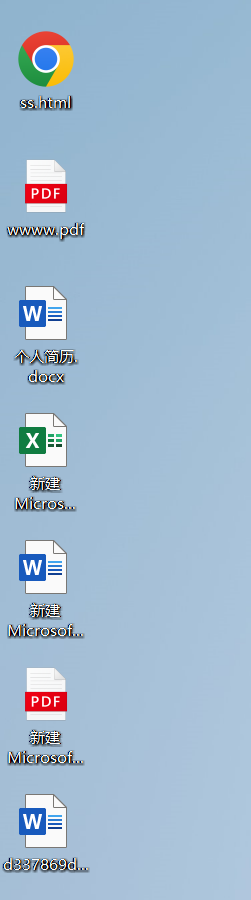 ss.html
PDF
wwww.pdf
W
个人简历.
docx
X
新建
Micros...
W
新建
Microsof...
PDF
新建
Microsof...
W
d337869d...